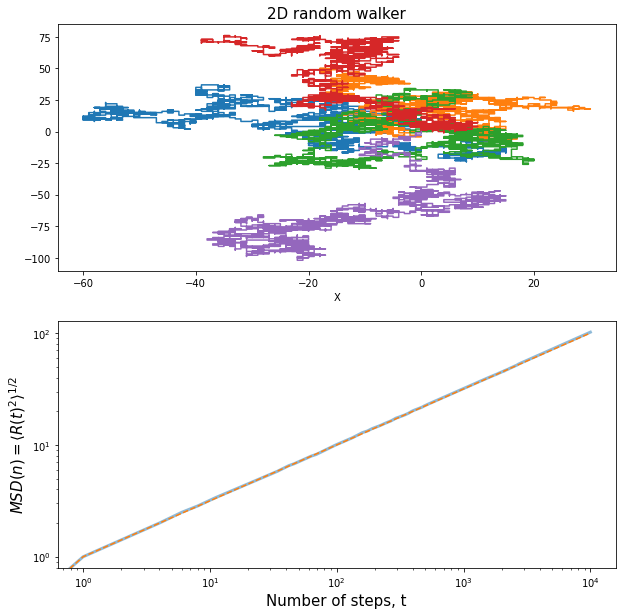 2D random walker
75
50
25
0
−25
−50
−75
−100
−60 −40 −20 0 20
X
10²
10¹
10⁰
MSD(n) = ⟨R(t)²⟩^{1/2}
10⁰ 10¹ 10² 10³ 10⁴
Number of steps, t